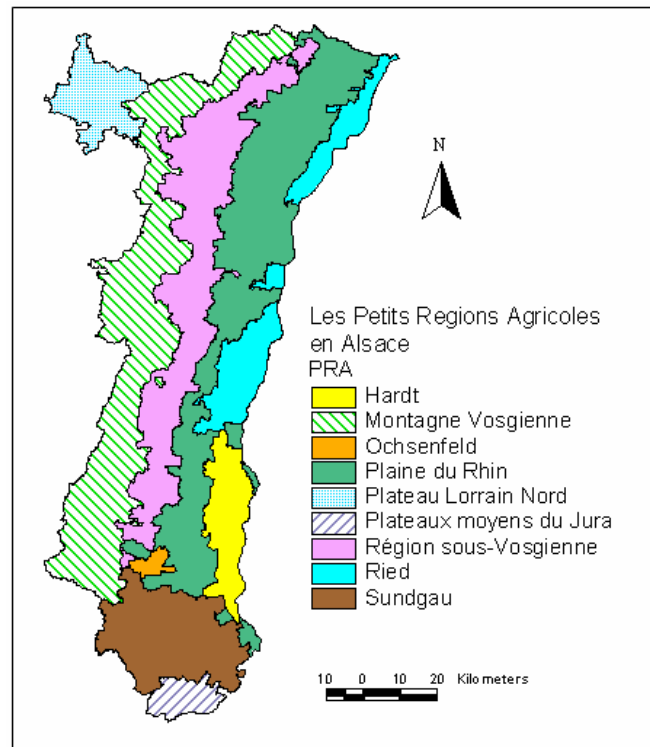 N
Les Petits Regions Agricoles
en Alsace
PRA
Hardt
Montagne Vosgienne
Ochsenfeld
Plaine du Rhin
Plateau Lorrain Nord
Plateaux moyens du Jura
Région sous-Vosgienne
Ried
Sundgau
10 0 10 20 Kilometers